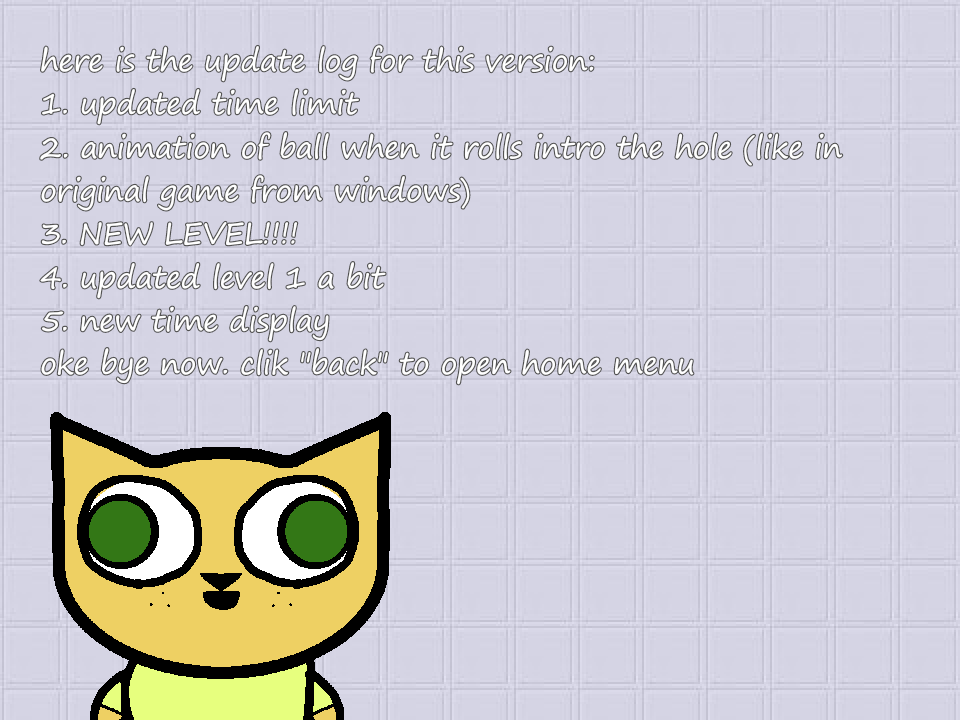 here is the update log for this version:
1. updated time limit
2. animation of ball when it rolls intro the hole (like in
original game from windows)
3. NEW LEVEL!!!!
4. updated level 1 a bit
5. new time display
oke bye now. clik "back" to open home menu